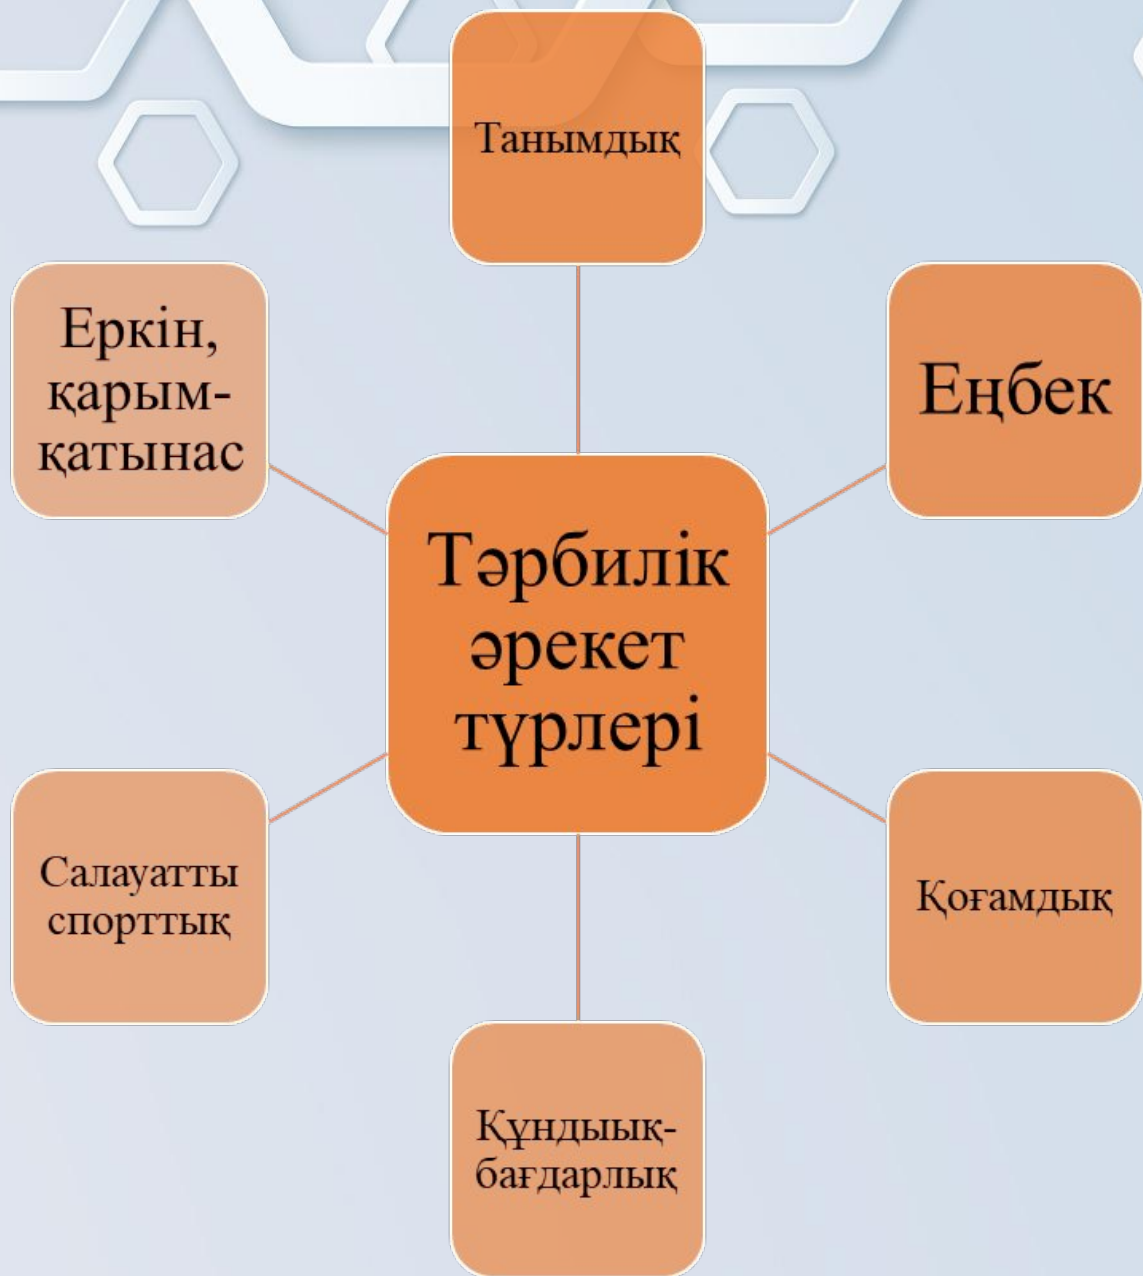 Танымдық
Еркін,
қарым-
қатынас
Еңбек
Тәрбилік
әрекет
түрлері
Салауатты
спорттық
Қоғамдық
Құндыық-
бағдарлық